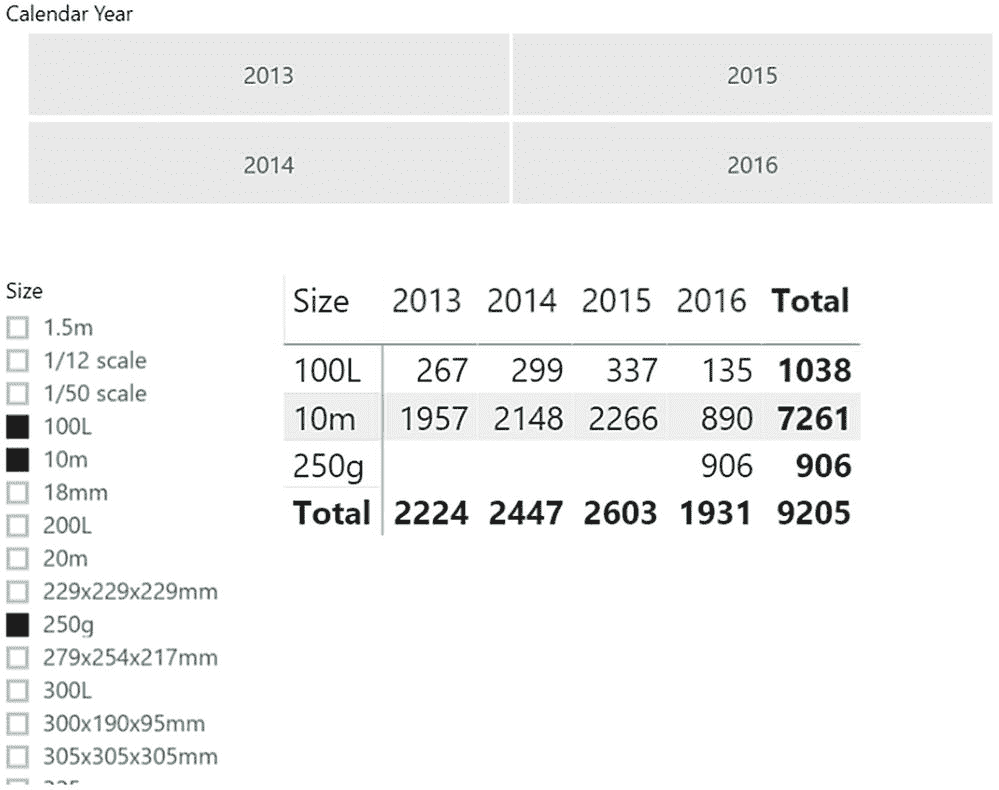 Calendar Year
2013 2015
2014 2016
Size
1.5m
1/12 scale
1/50 scale
100L
10m
18mm
200L
20m
229x229x229mm
250g
279x254x217mm
300L
300x190x95mm
305x305x305mm
Size 2013 2014 2015 2016 Total
100L 267 299 337 135 1038
10m 1957 2148 2266 890 7261
250g 906 906
Total 2224 2447 2603 1931 9205